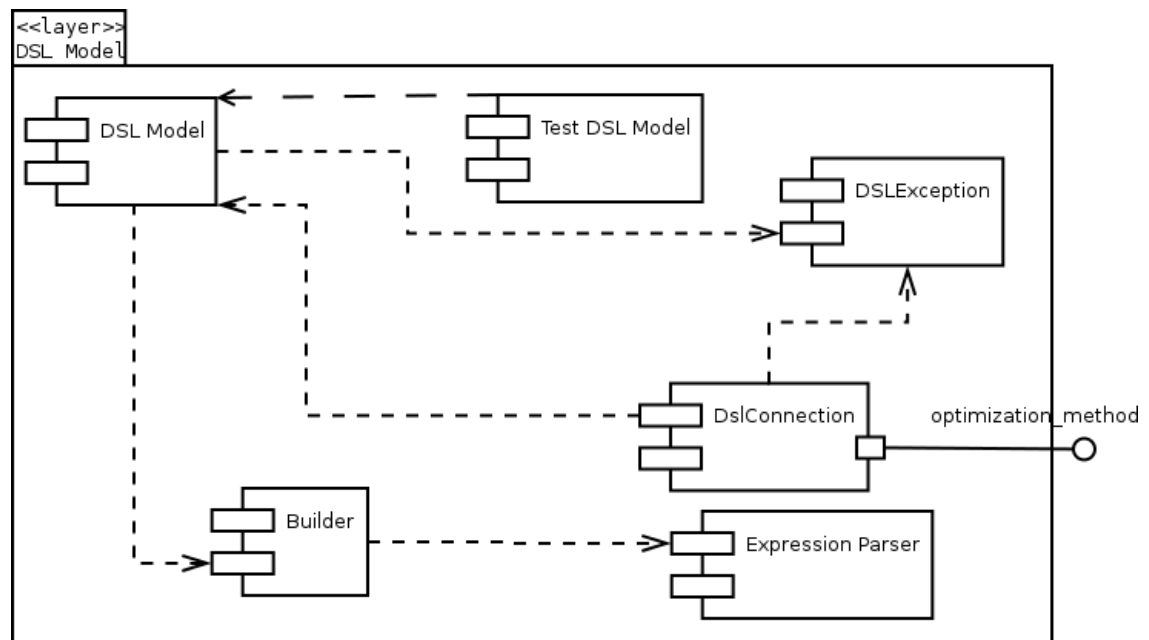 <<layer>>
DSL Model
DSL Model
Test DSL Model
DSLException
DslConnection
optimization_method
Builder
Expression Parser